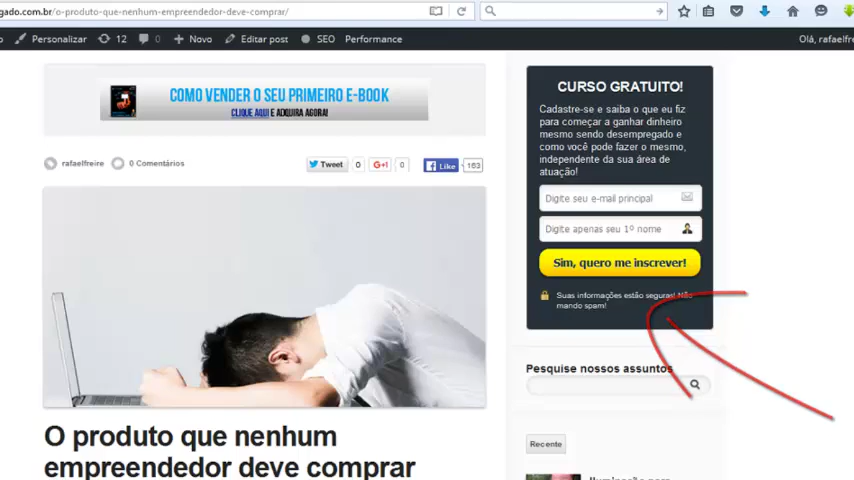 gado.com.br/o-produto-que-nenhum-empreendedor-deve-comprar/
Personalizar 12 0 Novo Editar post SEO Performance Olá, rafaelfre
COMO VENDER O SEU PRIMEIRO E-BOOK
CLIQUE AQUI E ADQUIRA AGORA!
rafaelfreire 0 Comentários Tweet 0 G+1 0 Like 163
O produto que nenhum
empreendedor deve comprar
CURSO GRATUITO!
Cadastre-se e saiba o que eu fiz
para começar a ganhar dinheiro
mesmo sendo desempregado e
como você pode fazer o mesmo,
independente da sua área de
atuação!
Digite seu e-mail principal
Digite apenas seu 1º nome
Sim, quero me inscrever!
Suas informações estão seguras! Não
mando spam!
Pesquise nossos assuntos
Recente